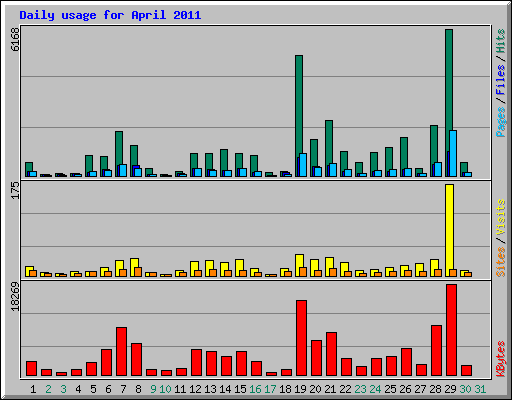 Daily usage for April 2011
6168
Pages / Files / Hits
175
Sites / Visits
18269
KBytes
1 2 3 4 5 6 7 8 9 10 11 12 13 14 15 16 17 18 19 20 21 22 23 24 25 26 27 28 29 30 31